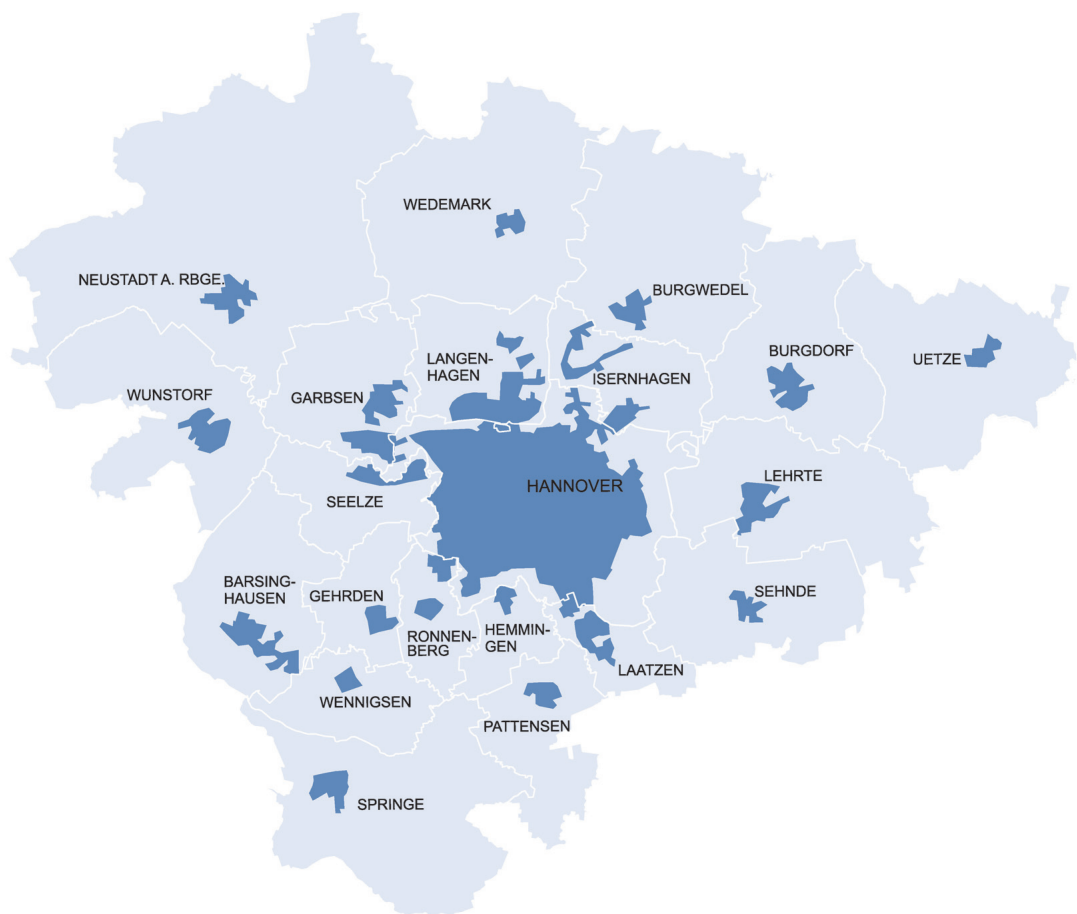 WEDEMARK
NEUSTADT A. RBGE.
BURGWEDEL
LANGEN-
HAGEN
BURGDORF
UETZE
ISERNHAGEN
WUNSTORF
GARBSEN
LEHRTE
HANNOVER
SEELZE
BARSING-
HAUSEN
GEHRDEN
SEHNDE
RONNEN-
BERG
HEMMIN-
GEN
LAATZEN
WENNIGSEN
PATTENSEN
SPRINGE